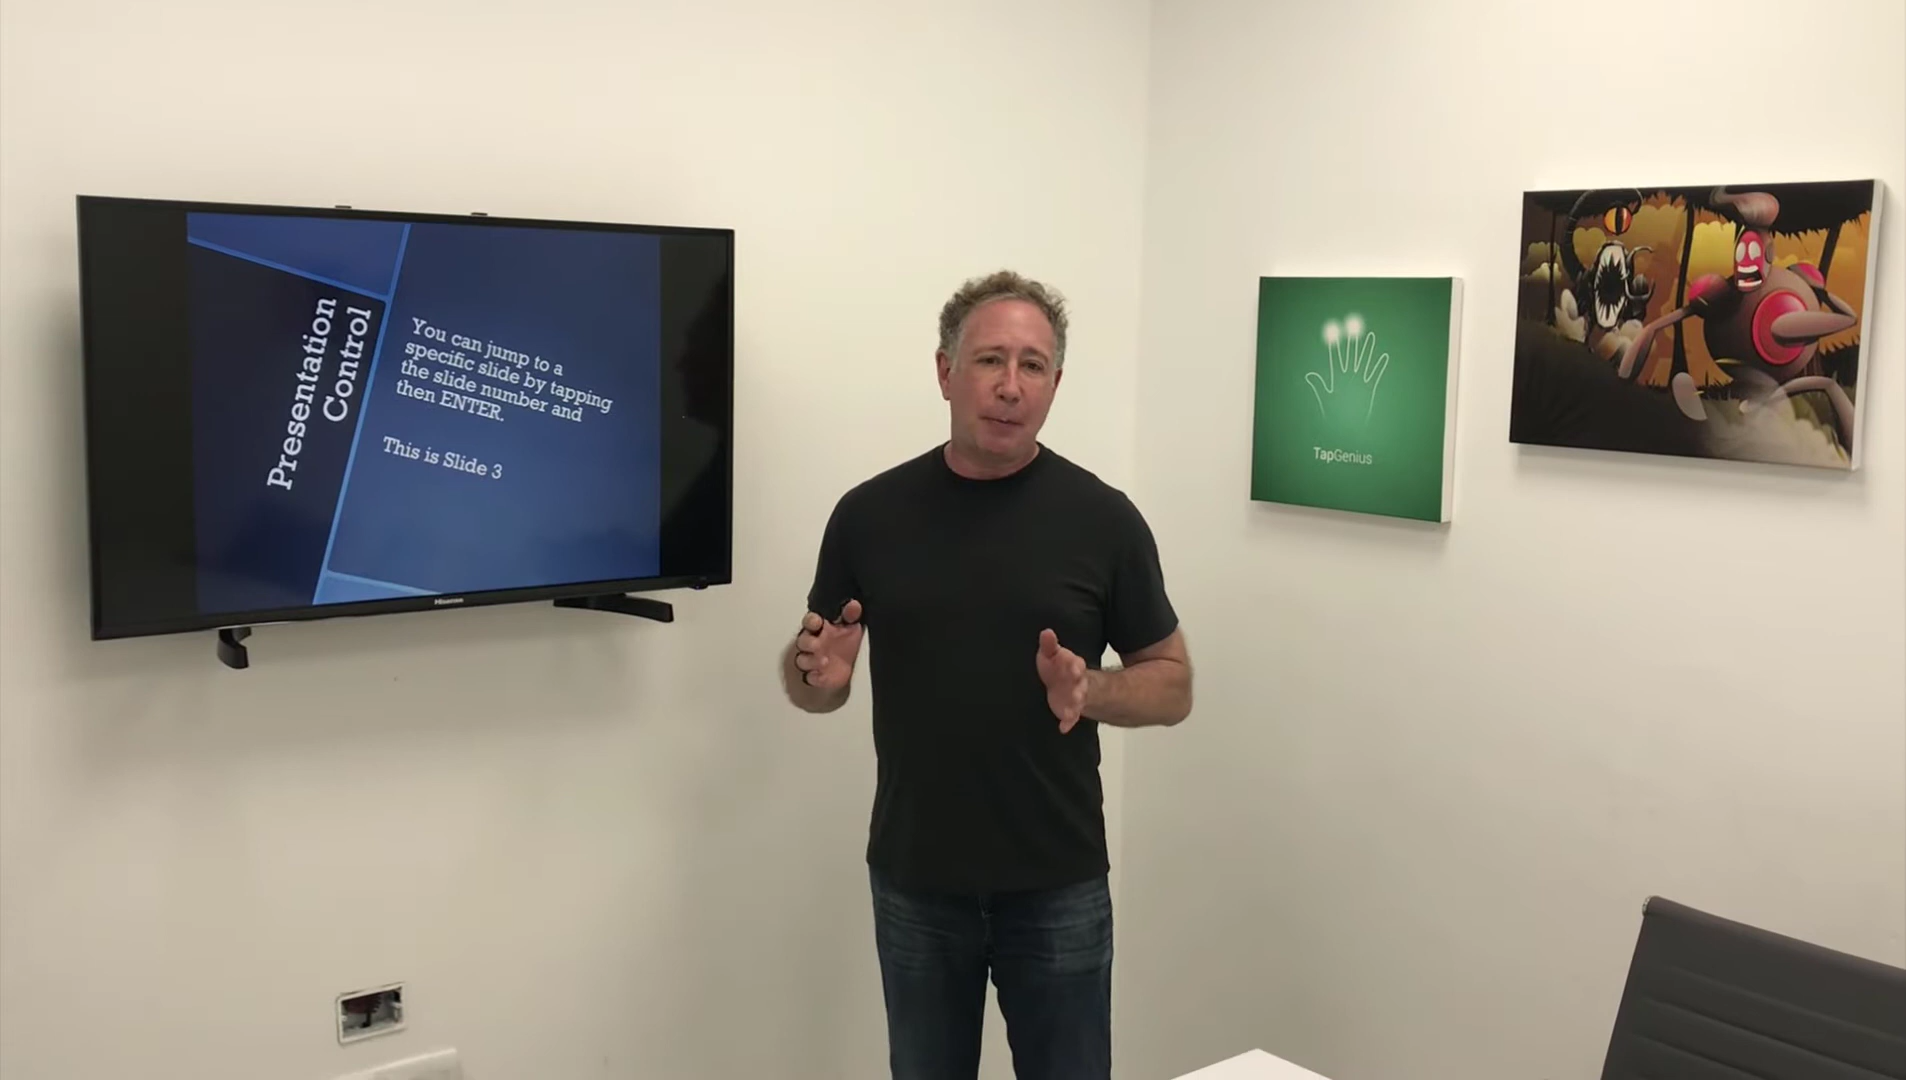 Presentation
Control
You can jump to a
specific slide by tapping
the slide number and
then ENTER.
This is Slide 3
Hisense
TapGenius